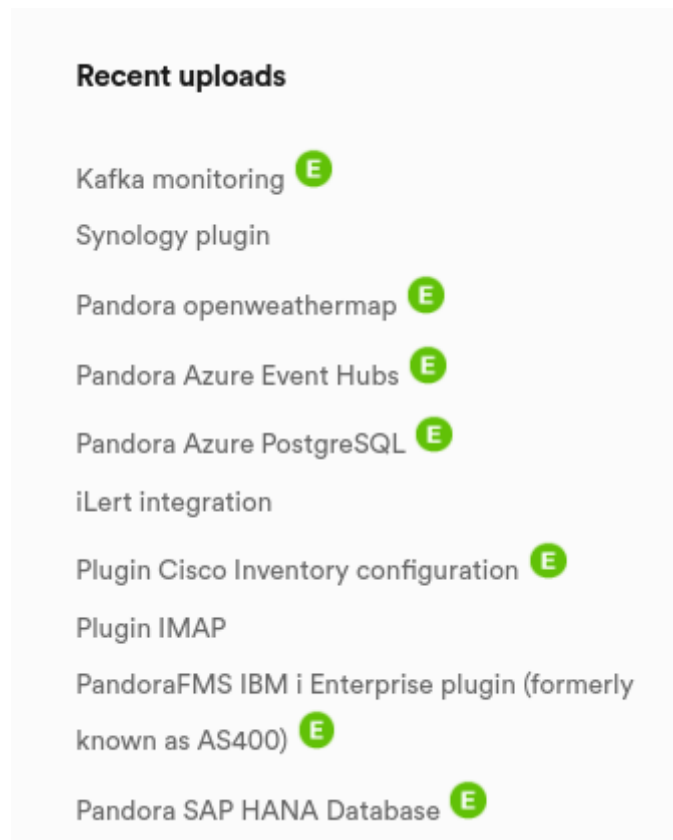 Recent uploads
Kafka monitoring E
Synology plugin
Pandora openweathermap E
Pandora Azure Event Hubs E
Pandora Azure PostgreSQL E
iLert integration
Plugin Cisco Inventory configuration E
Plugin IMAP
PandoraFMS IBM i Enterprise plugin (formerly
known as AS400) E
Pandora SAP HANA Database E